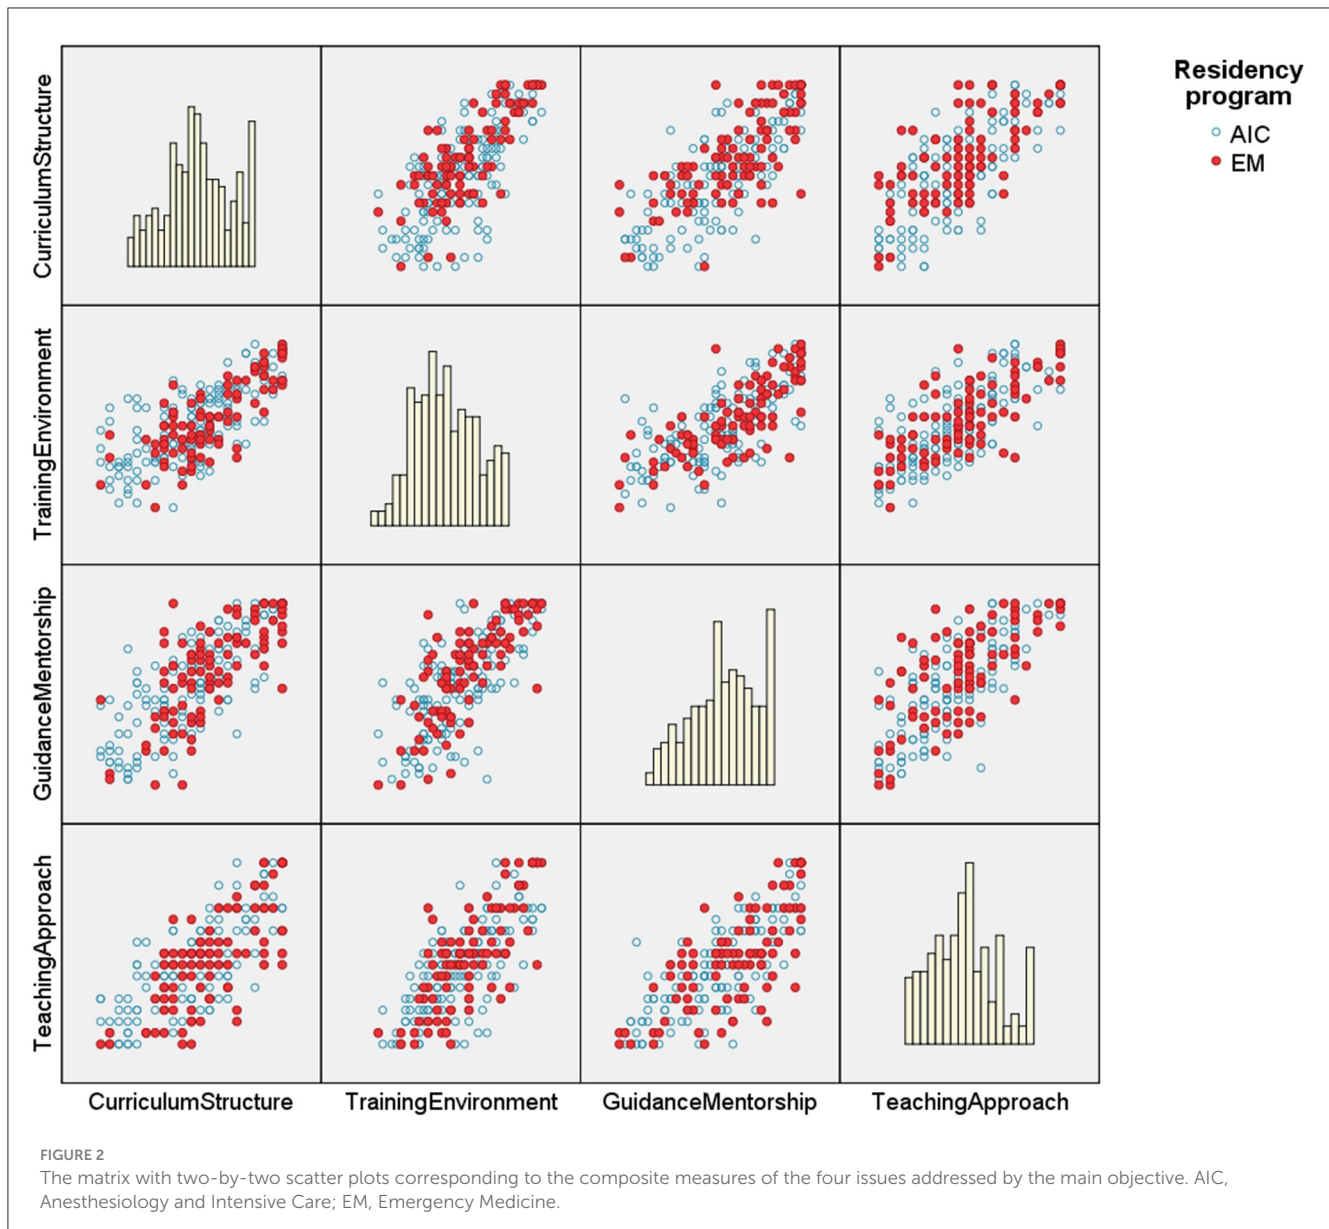 CurriculumStructure
TrainingEnvironment
GuidanceMentorship
TeachingApproach
Residency
program
AIC
EM
CurriculumStructure
TrainingEnvironment
GuidanceMentorship
TeachingApproach
FIGURE 2
The matrix with two-by-two scatter plots corresponding to the composite measures of the four issues addressed by the main objective. AIC,
Anesthesiology and Intensive Care; EM, Emergency Medicine.